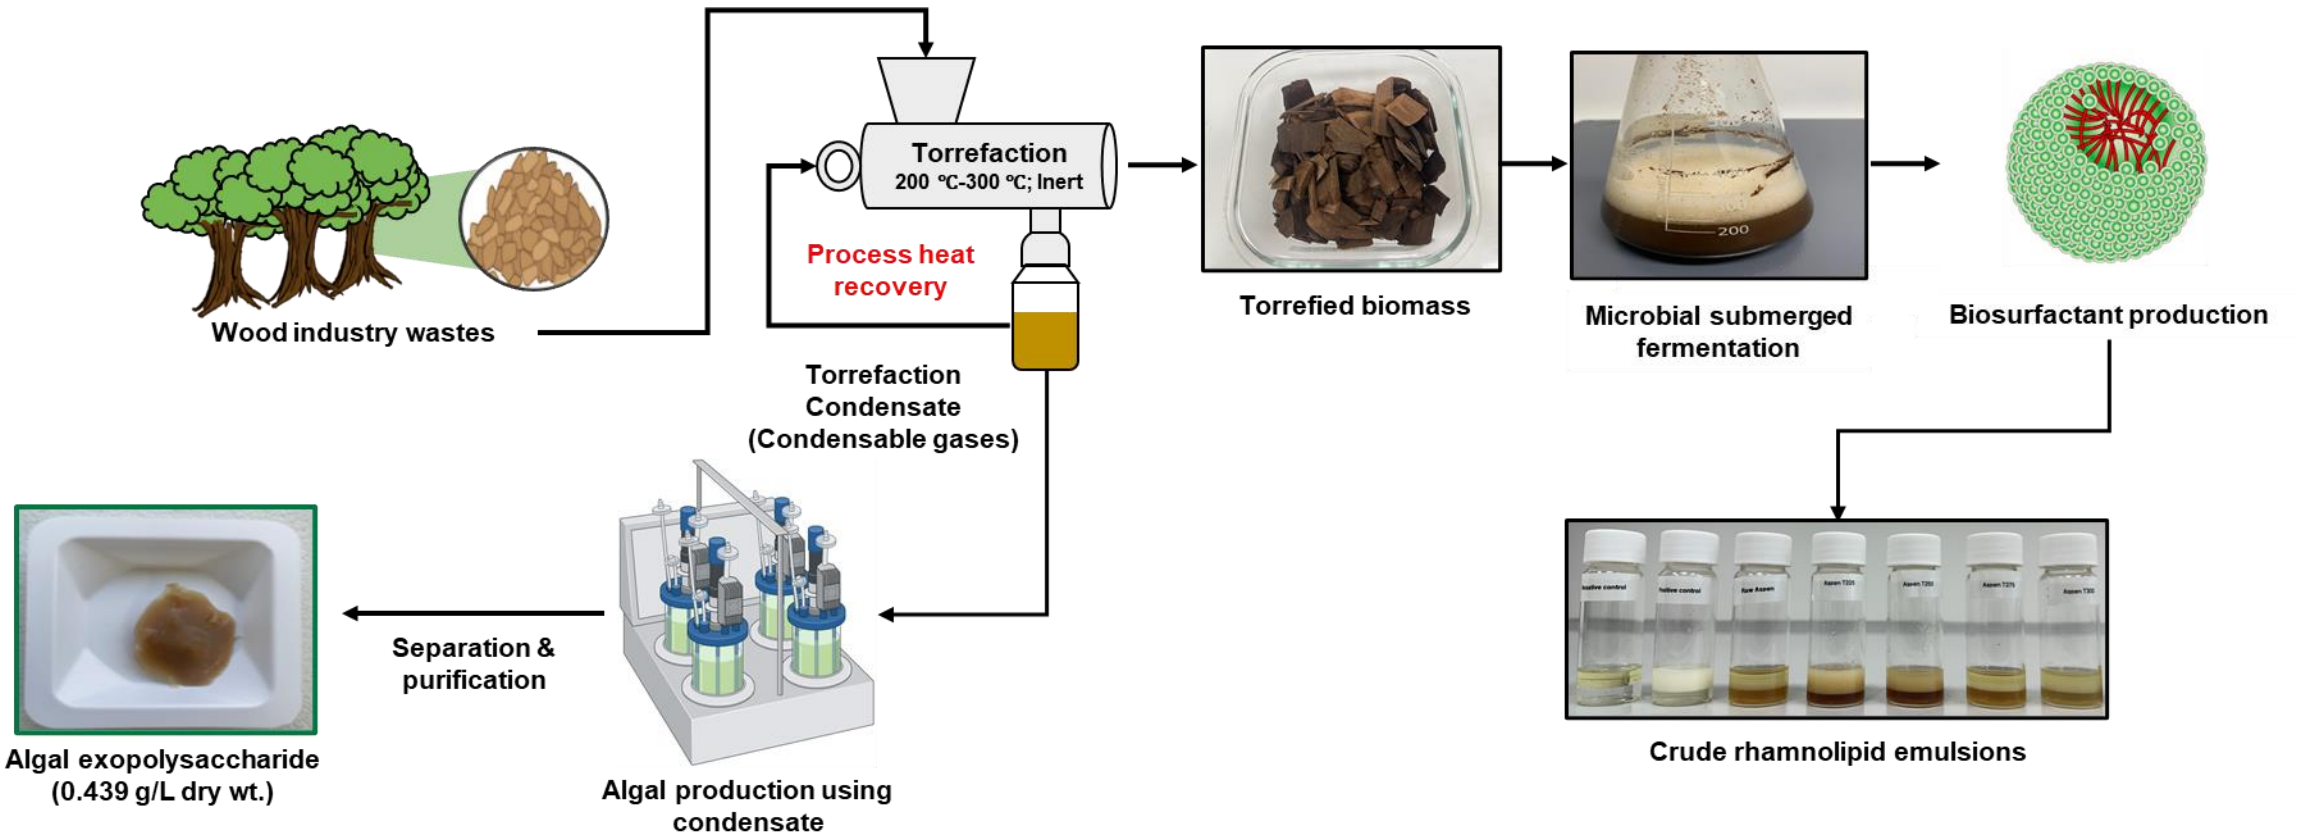 Torrefaction
200 °C-300 °C; Inert
Process heat
recovery
Wood industry wastes
Torrefied biomass
200
Microbial submerged
fermentation
Biosurfactant production
Torrefaction
Condensate
(Condensable gases)
Separation &
purification
Algal exopolysaccharide
(0.439 g/L dry wt.)
Algal production using
condensate
control
control
Raw Aspen
Aspen T225
Aspen T250
Aspen T275
Aspen T300
Crude rhamnolipid emulsions